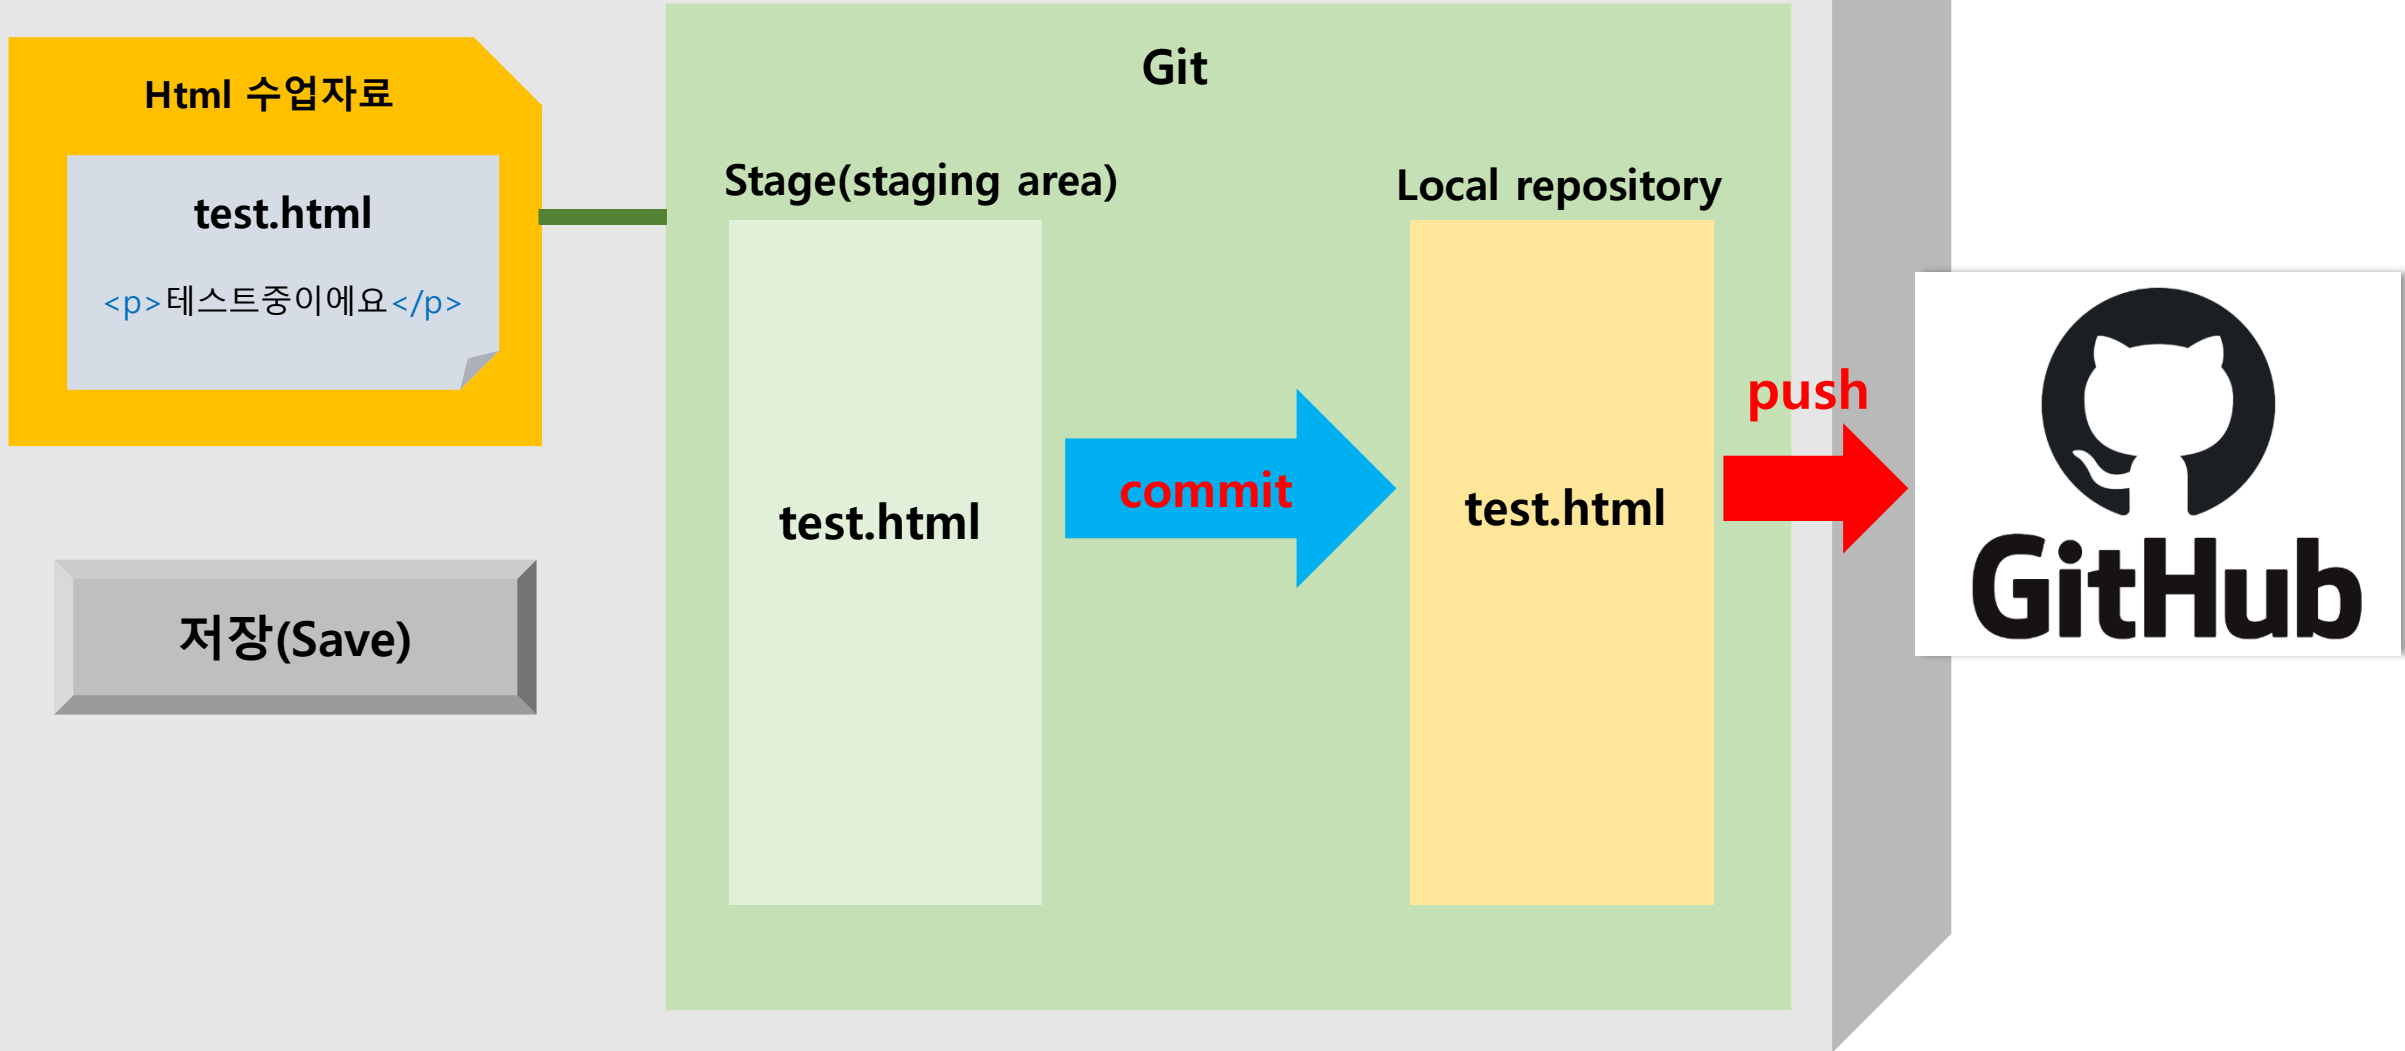 Html 수업자료
test.html
<p>테스트중이에요</p>
저장(Save)
Git
Stage(staging area)
test.html
commit
Local repository
test.html
push
GitHub